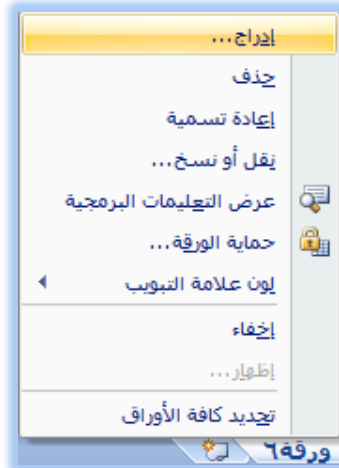 إدراج...
حذف
إعادة تسمية
نقل أو نسخ...
عرض التعليمات البرمجية
حماية الورقة...
لون علامة التبويب
إخفاء
إظهار...
تحديد كافة الأوراق
ورقة٦